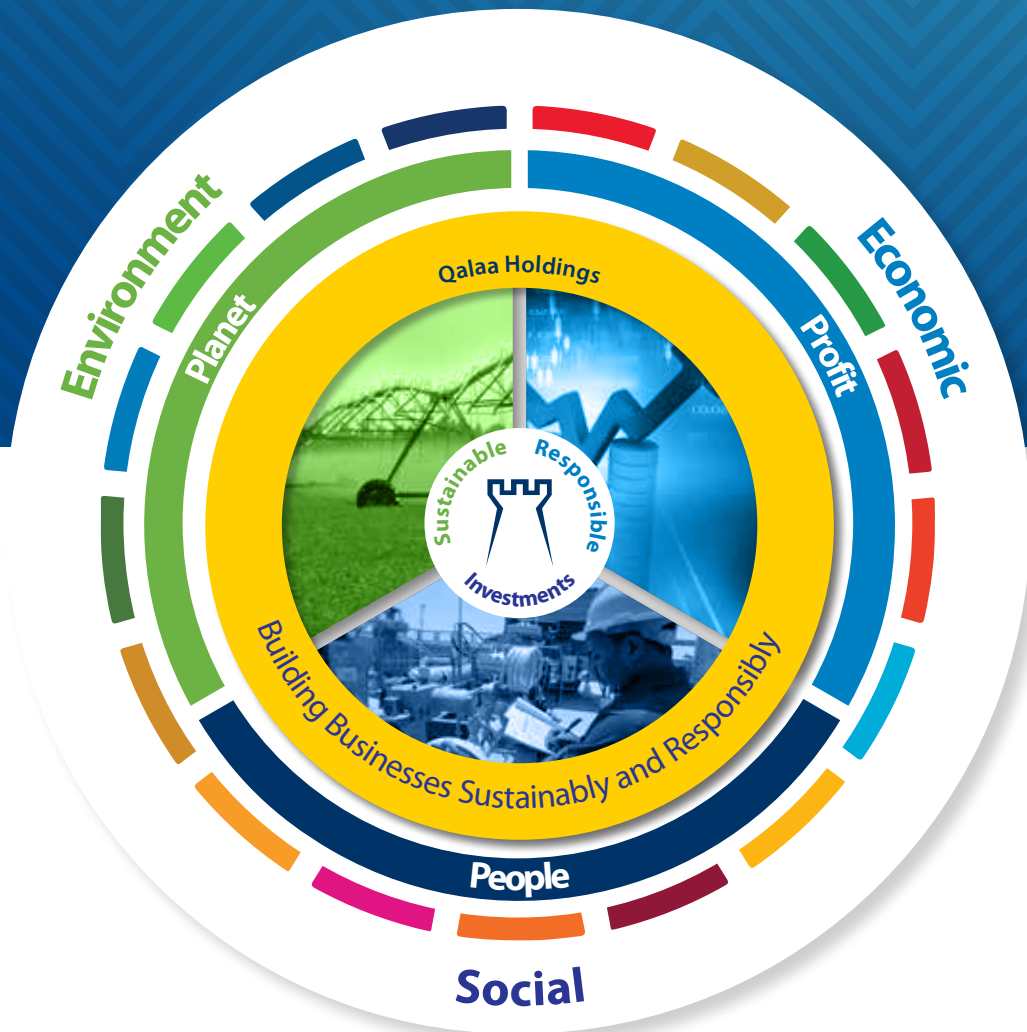 Environment
Economic
Planet
Profit
Qalaa Holdings
Sustainable
Responsible
Investments
Building Businesses Sustainably and Responsibly
People
Social